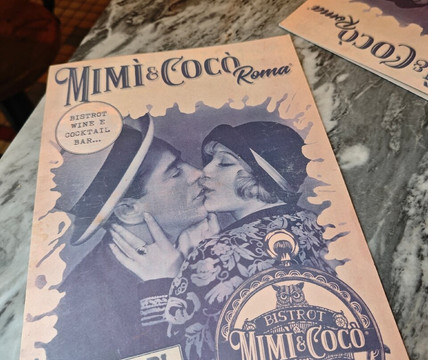 MIMÌ & COCÒ
Roma
BISTROT
WINE E
COCKTAIL
BAR...
BISTROT
MIMÌ & COCÒ
& COCÒ
Roma